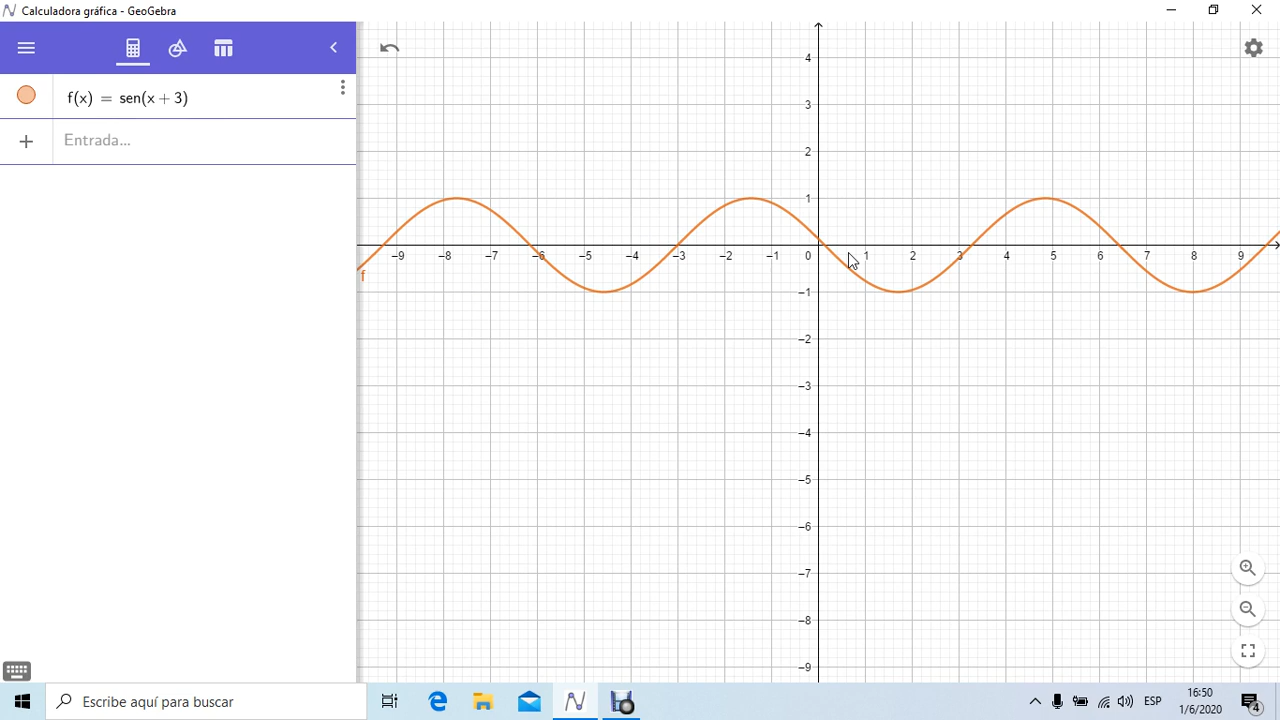 Calculadora gráfica - GeoGebra
f(x) = sen(x + 3)
Entrada...
4
3
2
1
−9 −8 −7 −6 −5 −4 −3 −2 −1 0 1 2 3 4 5 6 7 8 9
f
−1
−2
−3
−4
−5
−6
−7
−8
−9
Escribe aquí para buscar
ESP
16:50
1/6/2020
4